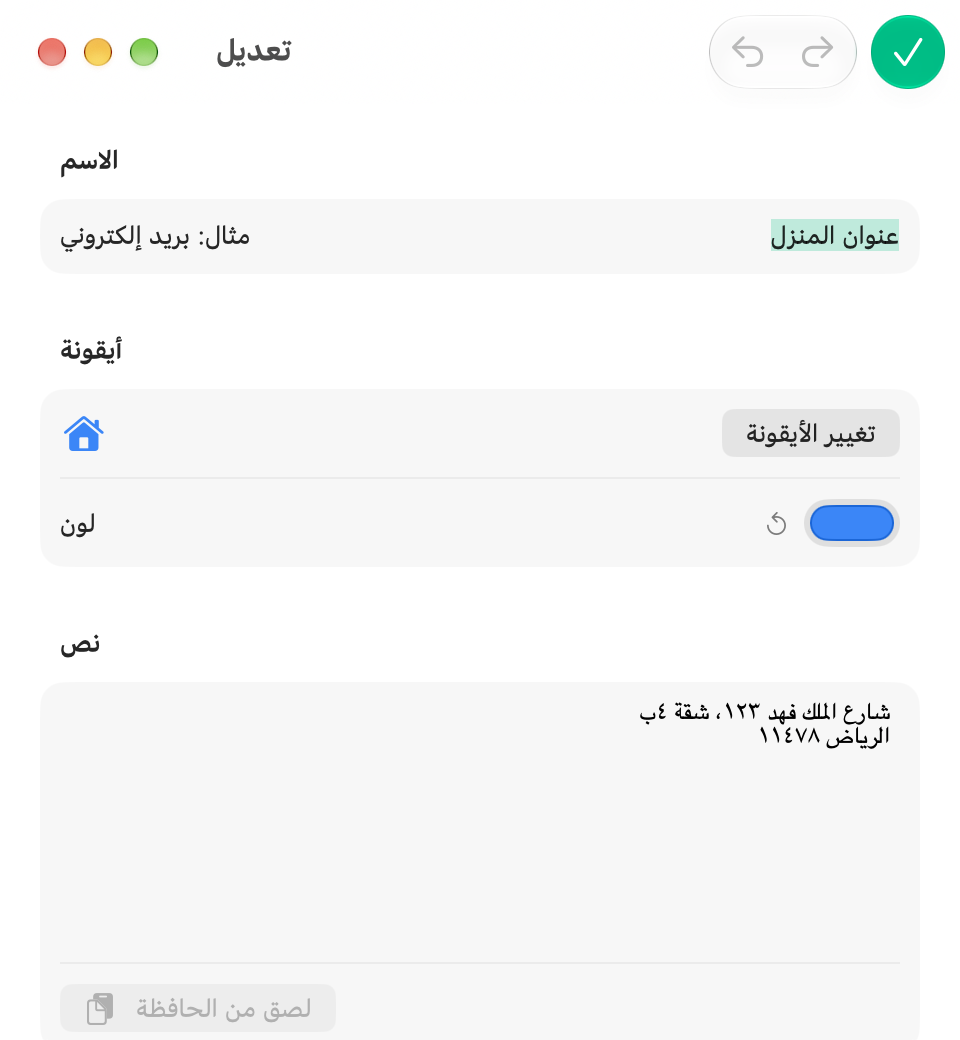 تعديل
الاسم
مثال: بريد إلكتروني
عنوان المنزل
أيقونة
تغيير الأيقونة
لون
نص
شارع الملك فهد ١٢٣، شقة ٤ب
الرياض ١١٤٧٨
لصق من الحافظة